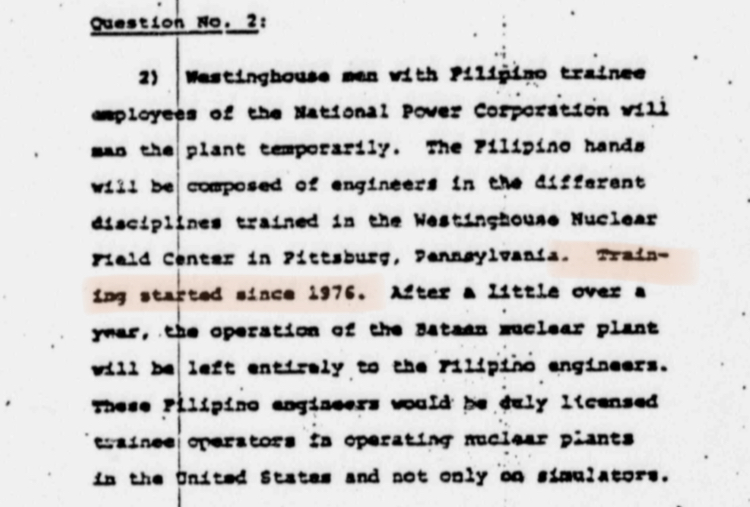 Question No. 2:
2) Westinghouse men with Filipino trainee
employees of the National Power Corporation will
man the plant temporarily. The Filipino hands
will be composed of engineers in the different
disciplines trained in the Westinghouse Nuclear
Field Center in Pittsburg, Pennsylvania. Train-
ing started since 1976. After a little over a
year, the operation of the Bataan nuclear plant
will be left entirely to the Filipino engineers.
These Filipino engineers would be duly licensed
trainee operators in operating nuclear plants
in the United States and not only on simulators.